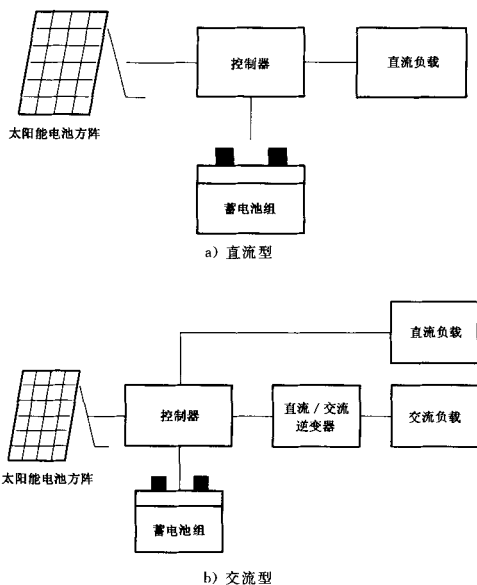 控制器
直流负载
太阳能电池方阵
蓄电池组
a) 直流型
直流负载
控制器
直流/交流
逆变器
交流负载
太阳能电池方阵
蓄电池组
b) 交流型